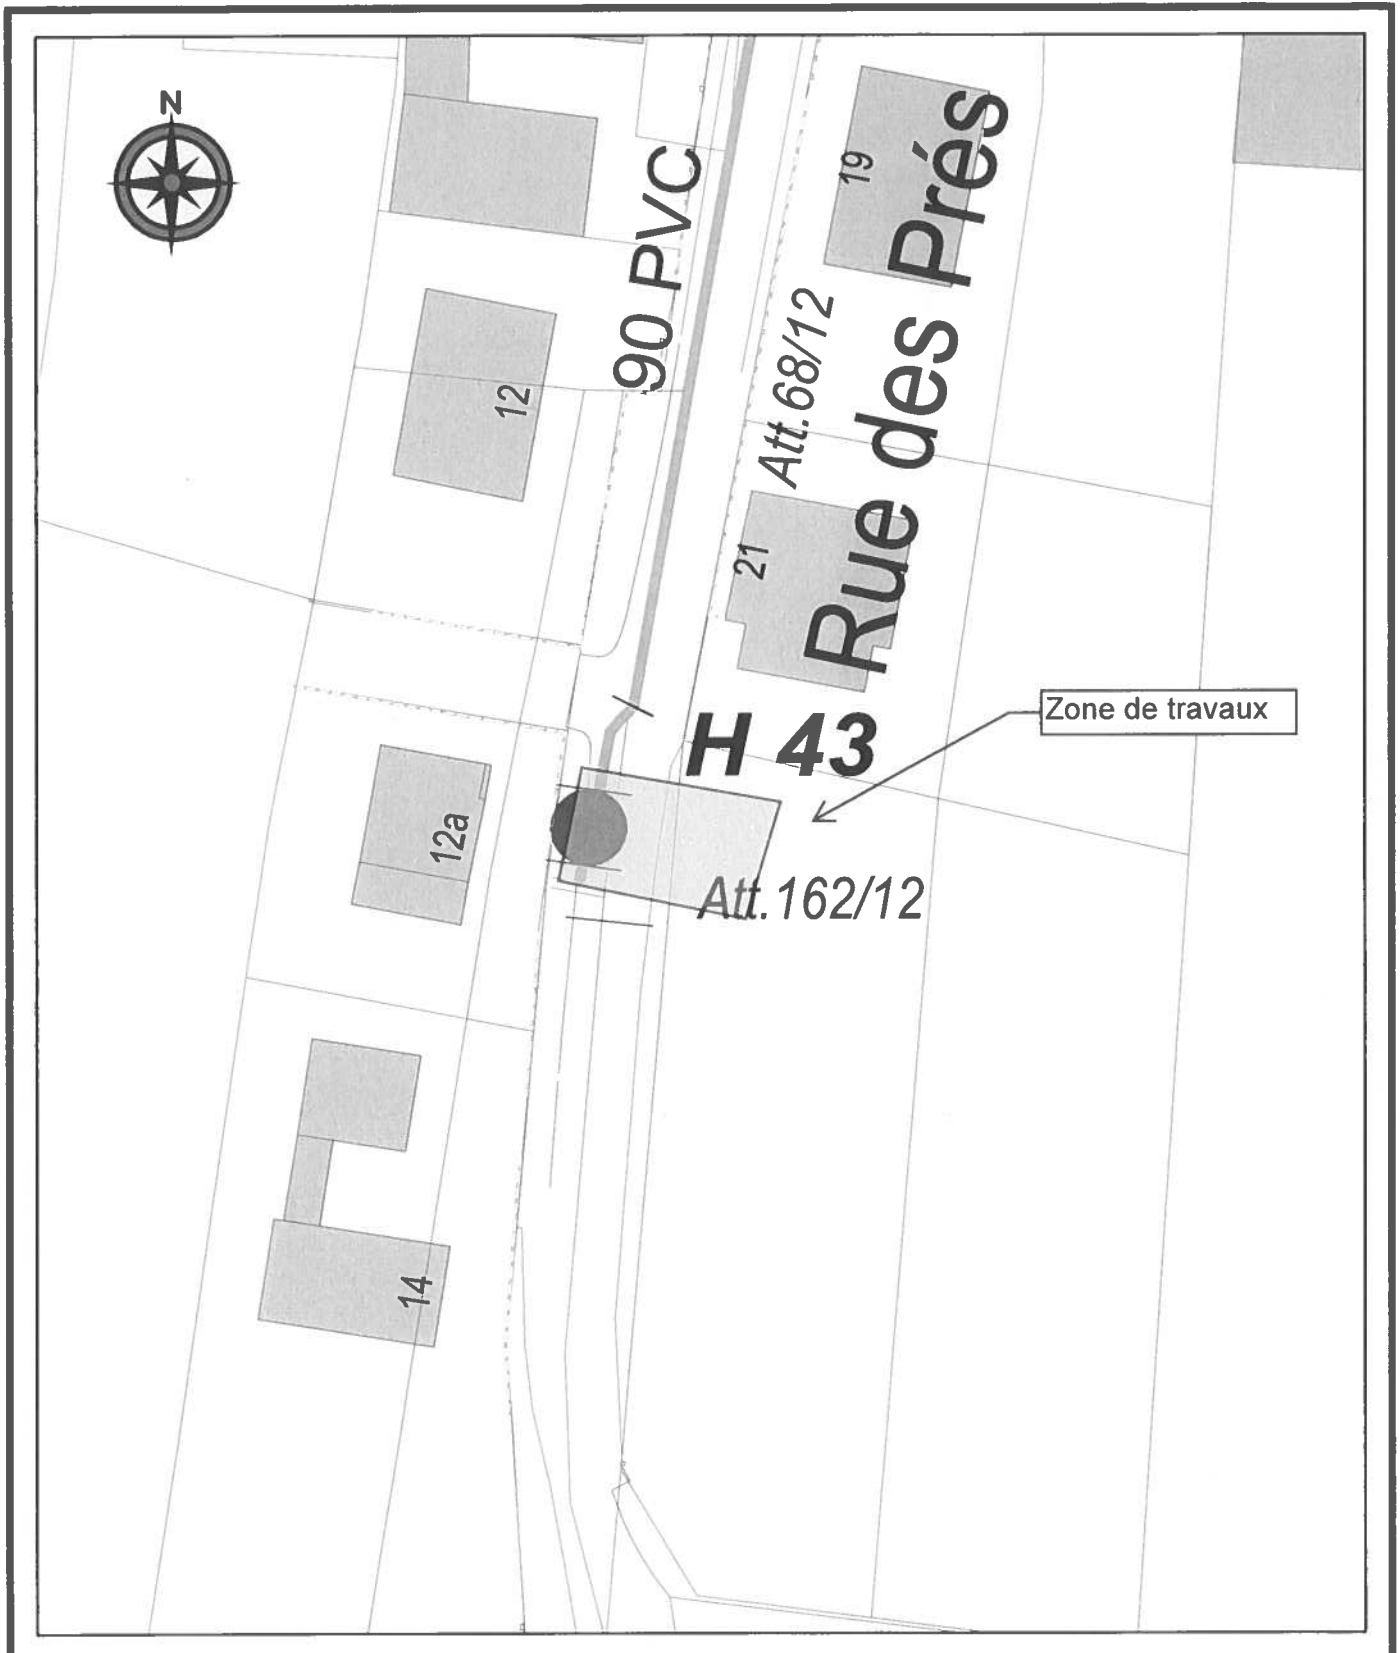 N
19
Rue des Prés
90 PVC
Att.68/12
12
21
Zone de travaux
H 43
12a
Att.162/12
14